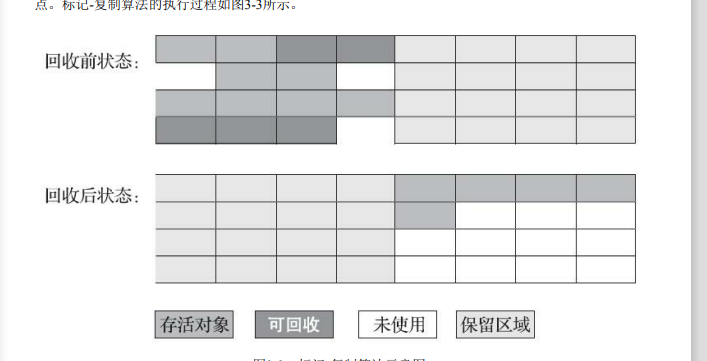 点。标记-复制算法的执行过程如图3-3所示。
回收前状态：
回收后状态：
存活对象
可回收
未使用
保留区域